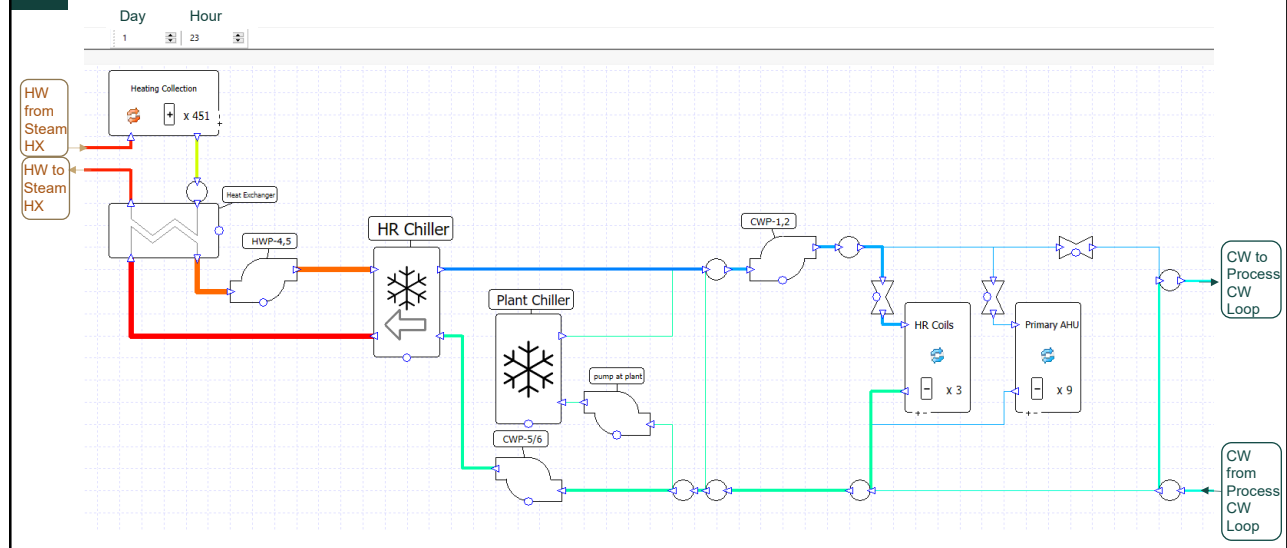 Day
Hour
1
23
HW
from
Steam
HX
Heating Collection
+
x 451
+
HW to
Steam
HX
Heat Exchanger
HWP-4,5
HR Chiller
CWP-1,2
Plant Chiller
CW to
Process
CW
Loop
HR Coils
-
x 3
+ -
Primary AHU
-
x 9
+ -
pump at plant
CWP-5/6
CW
from
Process
CW
Loop